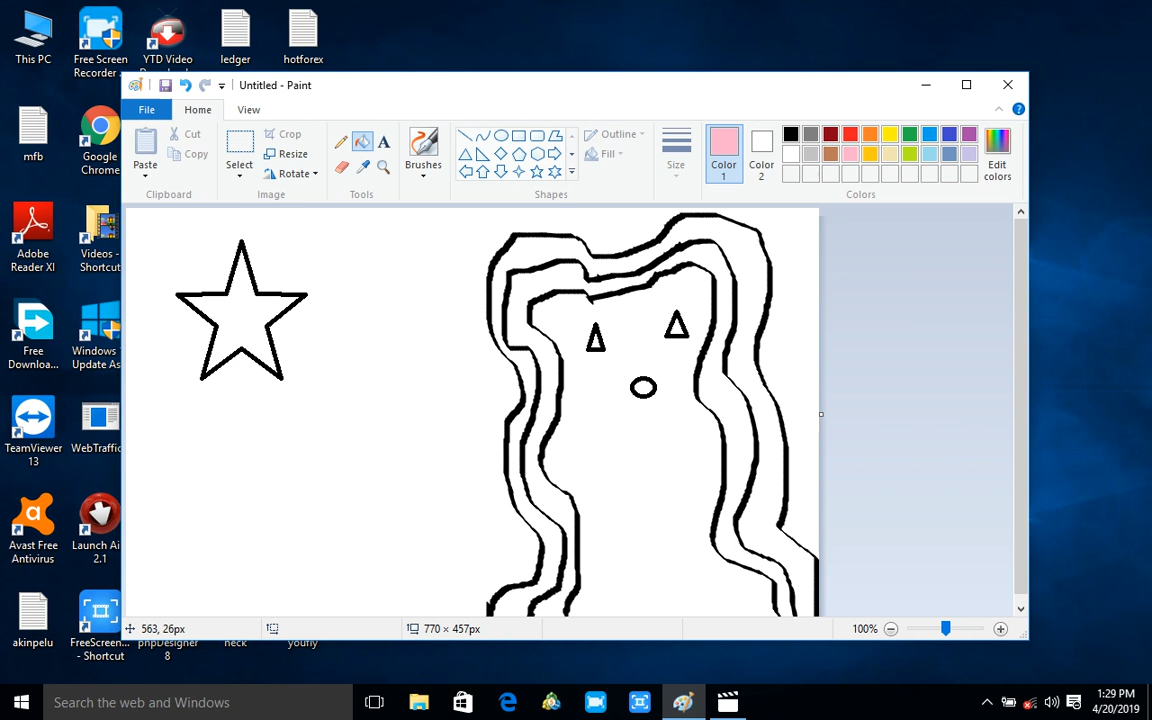 This PC
Free Screen
Recorder ...
YTD Video
ledger
hotforex
Untitled - Paint
File
Home
View
Paste
Cut
Copy
Clipboard
Select
Crop
Resize
Rotate
Image
A
Tools
Brushes
Outline
Fill
Shapes
Size
Color
1
Color
2
Edit
colors
Colors
mfb
Google
Chrome
Adobe
Reader XI
Videos -
Shortcut
Free
Downloa...
Windows
Update As
TeamViewer
13
WebTraffic
Avast Free
Antivirus
Launch Ai
2.1
akinpelu
FreeScreen...
- Shortcut
phpDesigner
8
neck
youfly
563, 26px
770 × 457px
100%
Search the web and Windows
1:29 PM
4/20/2019